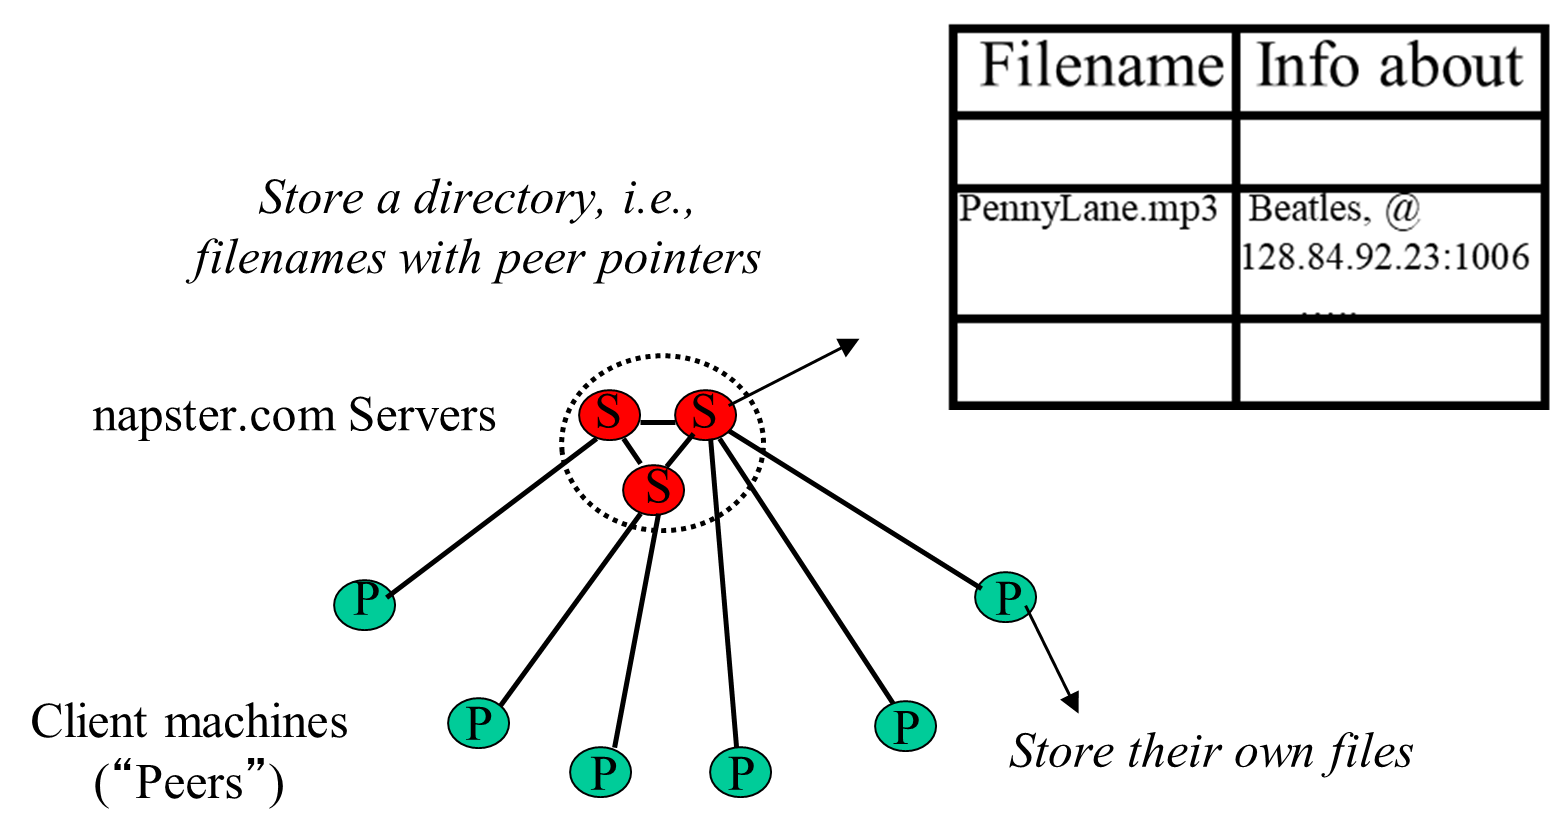 Filename Info about
PennyLane.mp3 Beatles, @
128.84.92.23:1006
.....
Store a directory, i.e.,
filenames with peer pointers
napster.com Servers
S S
S
P P
P P
P P
Client machines
(“Peers”)
Store their own files